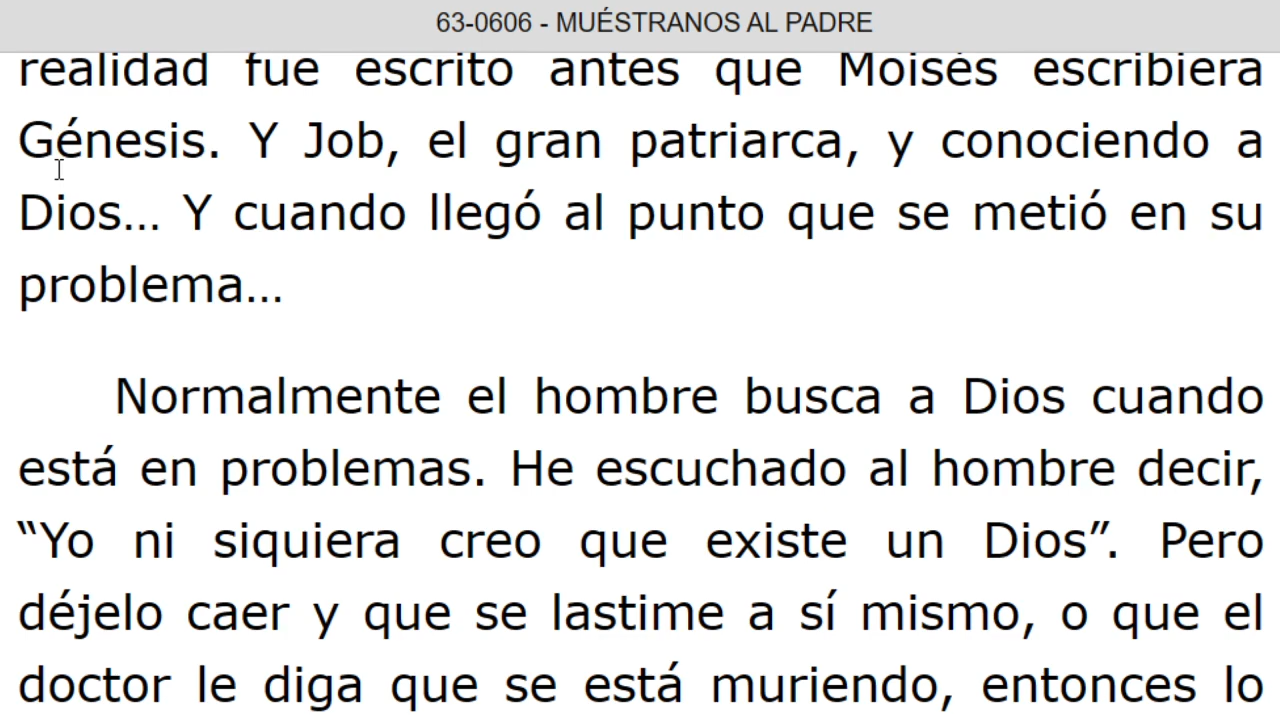 63-0606 - MUÉSTRANOS AL PADRE
realidad fue escrito antes que Moisés escribiera
Génesis. Y Job, el gran patriarca, y conociendo a
Dios… Y cuando llegó al punto que se metió en su
problema…
Normalmente el hombre busca a Dios cuando
está en problemas. He escuchado al hombre decir,
“Yo ni siquiera creo que existe un Dios”. Pero
déjelo caer y que se lastime a sí mismo, o que el
doctor le diga que se está muriendo, entonces lo